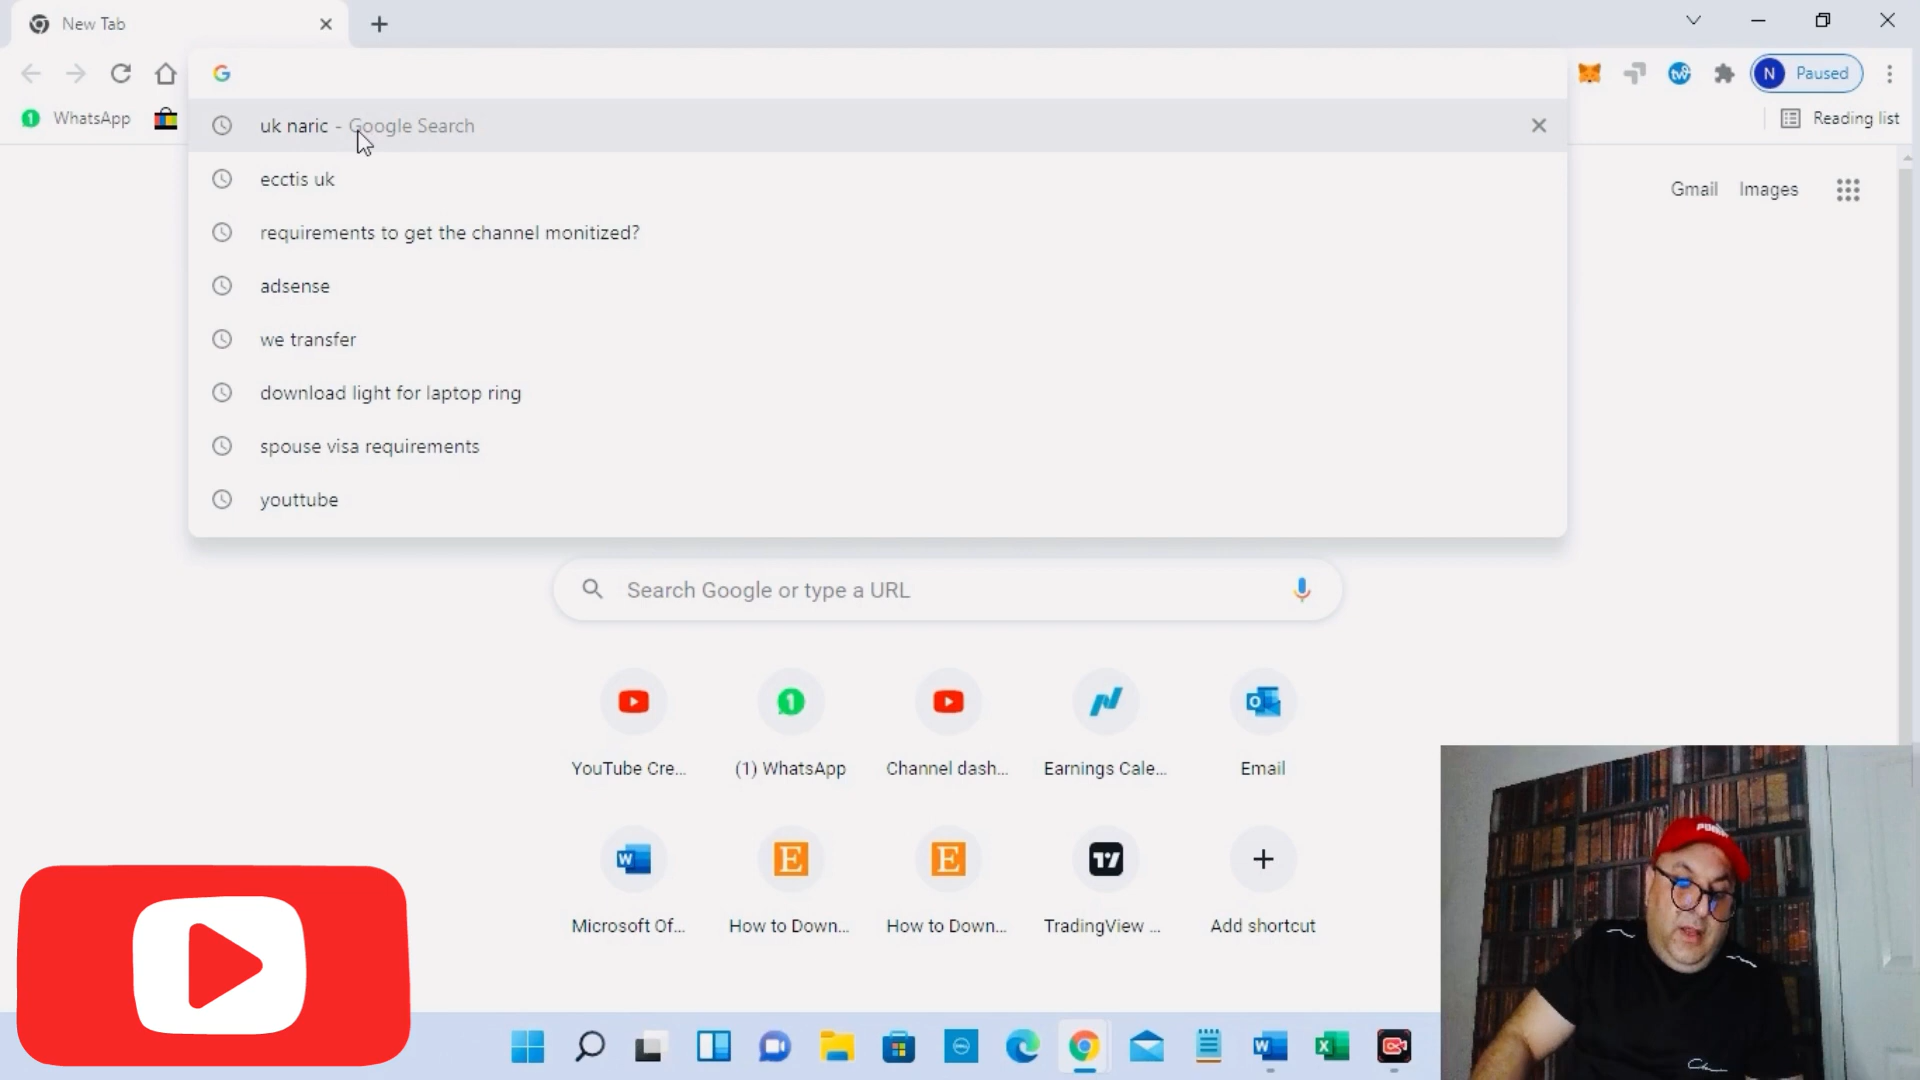 New Tab
Paused
1 WhatsApp
Reading list
uk naric - Google Search
ecctis uk
requirements to get the channel monitized?
adsense
we transfer
download light for laptop ring
spouse visa requirements
youttube
Gmail Images
Search Google or type a URL
YouTube Cre...
(1) WhatsApp
Channel dash...
Earnings Cale...
Email
Microsoft Of...
How to Down...
How to Down...
TradingView ...
Add shortcut
PUMA